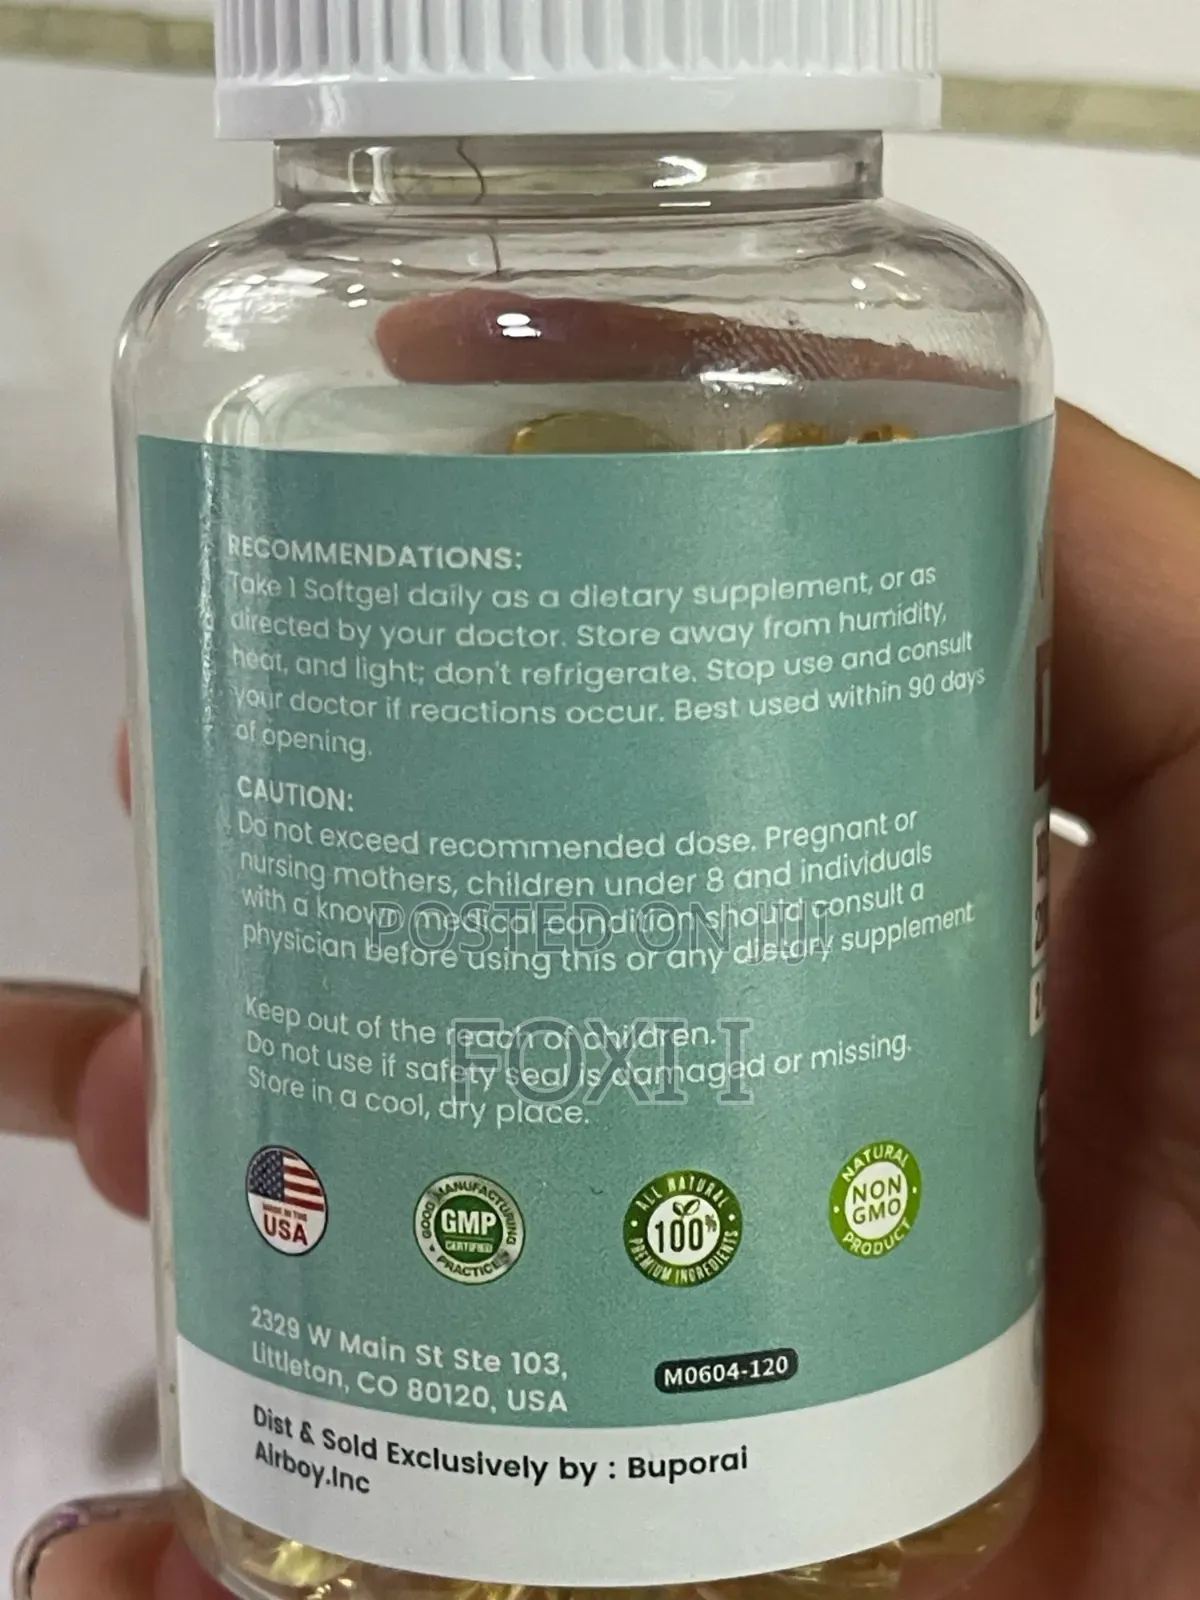 RECOMMENDATIONS:
Take 1 Softgel daily as a dietary supplement, or as
directed by your doctor. Store away from humidity,
heat, and light; don't refrigerate. Stop use and consult
your doctor if reactions occur. Best used within 90 days
of opening.
CAUTION:
Do not exceed recommended dose. Pregnant or
nursing mothers, children under 8 and individuals
with a known medical condition should consult a
physician before using this or any dietary supplement
POSTED ON JIJI
Keep out of the reach of children.
FOXI I
Do not use if safety seal is damaged or missing.
Store in a cool, dry place.
MADE IN THE
USA
GOOD MANUFACTURING
GMP
CERTIFIED
PRACTICE
ALL NATURAL
100%
PREMIUM INGREDIENTS
NATURAL
NON
GMO
PRODUCT
2329 W Main St Ste 103,
Littleton, CO 80120, USA
M0604-120
Dist & Sold Exclusively by : Buporai
Airboy.Inc